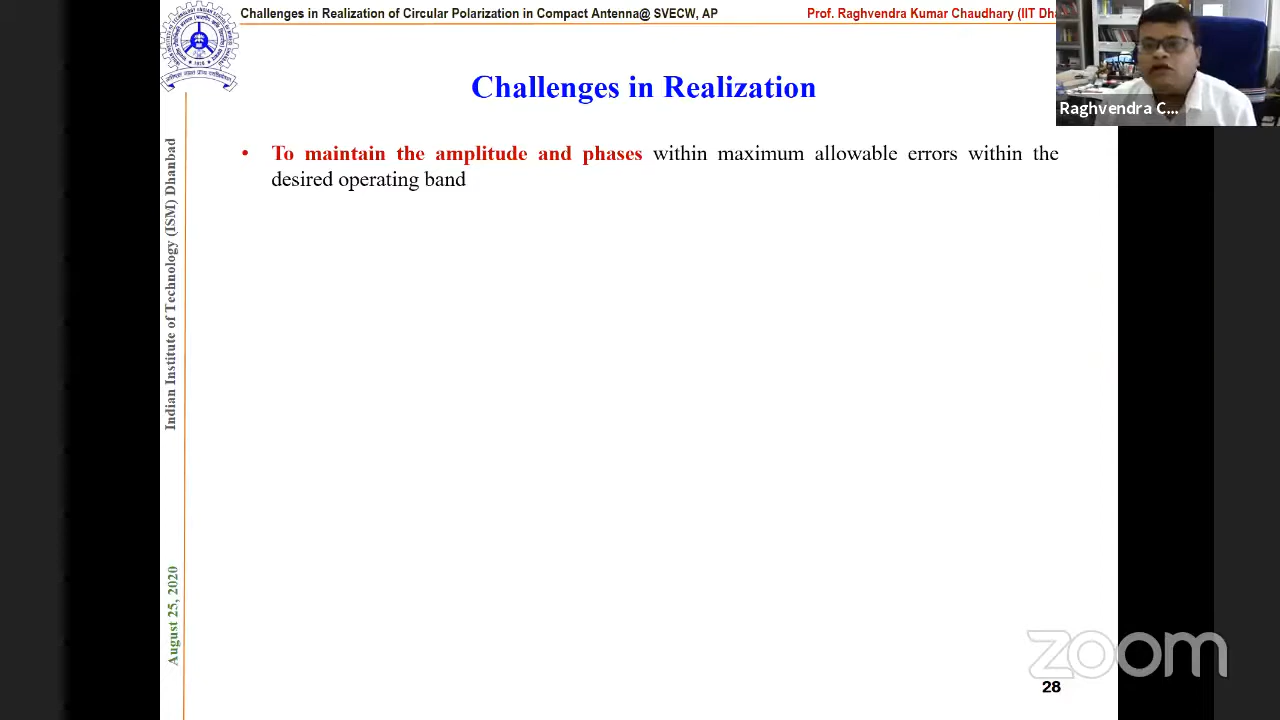 Challenges in Realization of Circular Polarization in Compact Antenna@ SVECW, AP
Prof. Raghvendra Kumar Chaudhary (IIT Dha
Raghvendra C...
Challenges in Realization
• To maintain the amplitude and phases within maximum allowable errors within the
desired operating band
Indian Institute of Technology (ISM) Dhanbad
August 25, 2020
zoom
28